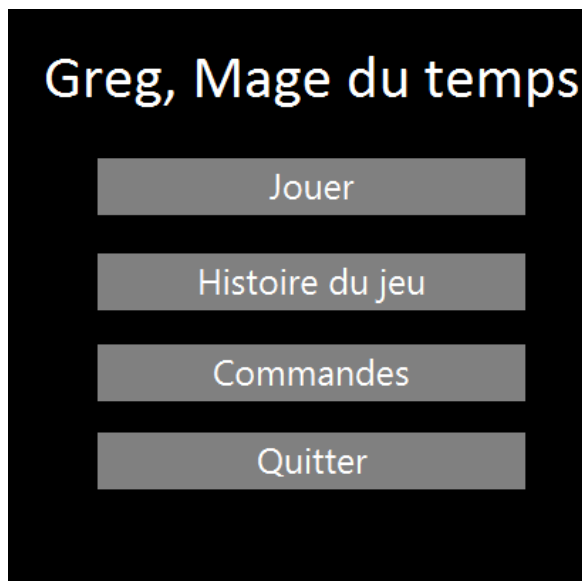 Greg, Mage du temps
Jouer
Histoire du jeu
Commandes
Quitter